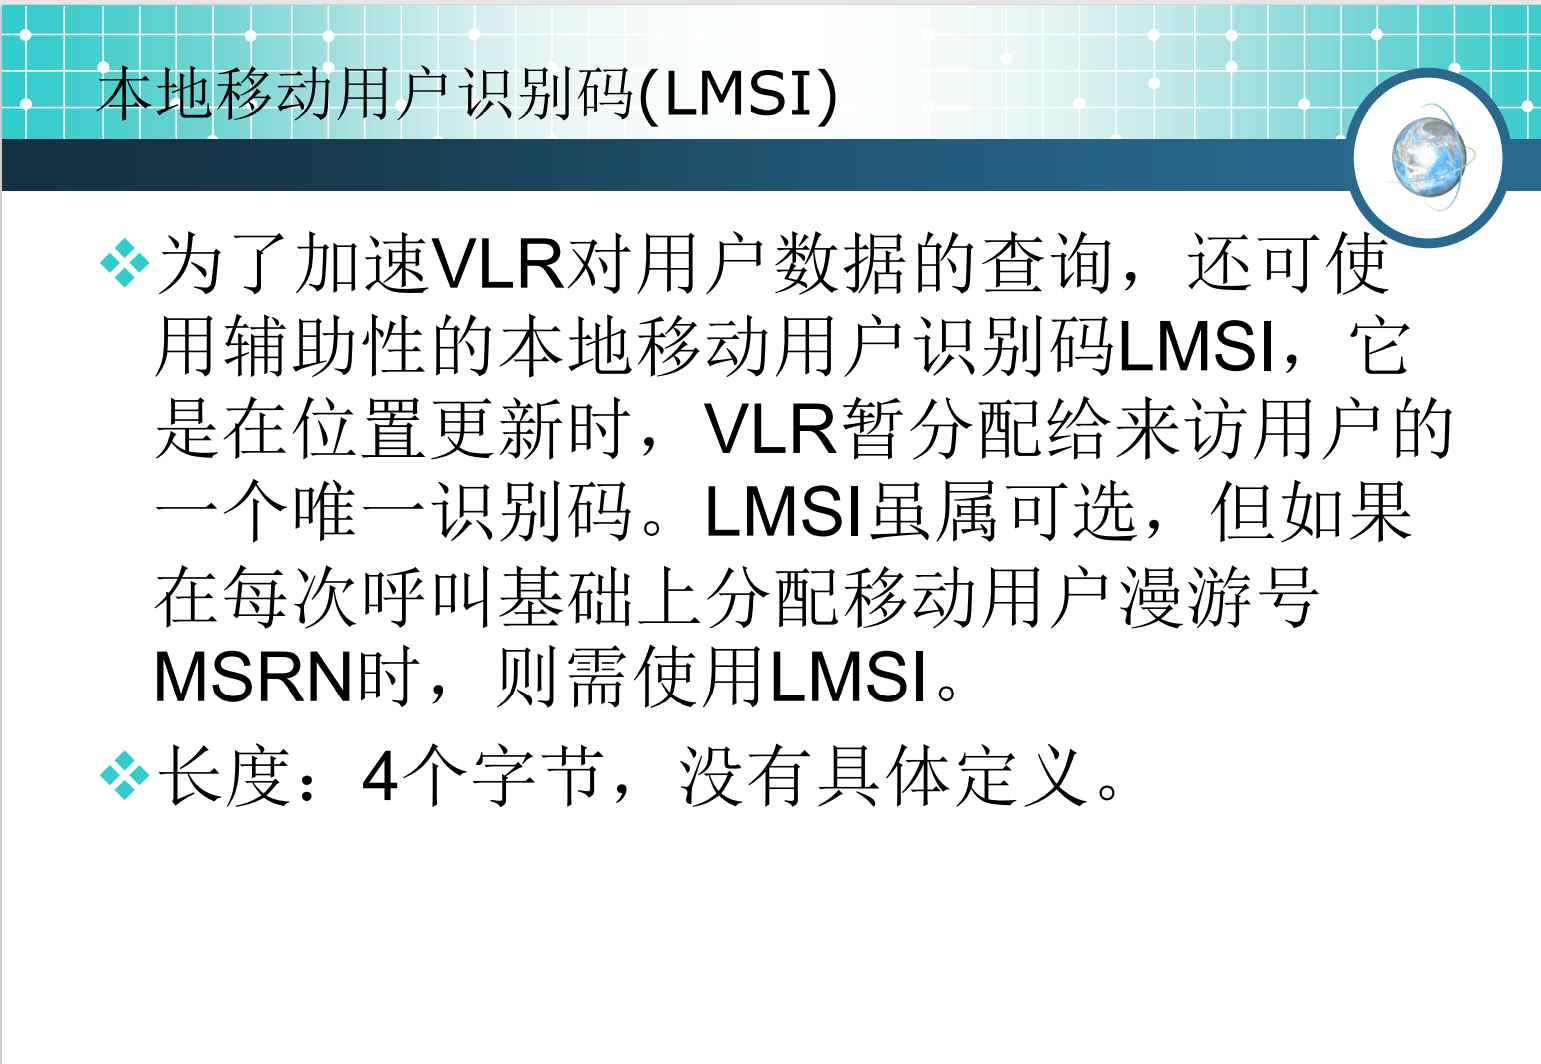 本地移动用户识别码(LMSI)
为了加速VLR对用户数据的查询，还可使
用辅助性的本地移动用户识别码LMSI，它
是在位置更新时，VLR暂分配给来访用户的
一个唯一识别码。LMSI虽属可选，但如果
在每次呼叫基础上分配移动用户漫游号
MSRN时，则需使用LMSI。
长度：4个字节，没有具体定义。